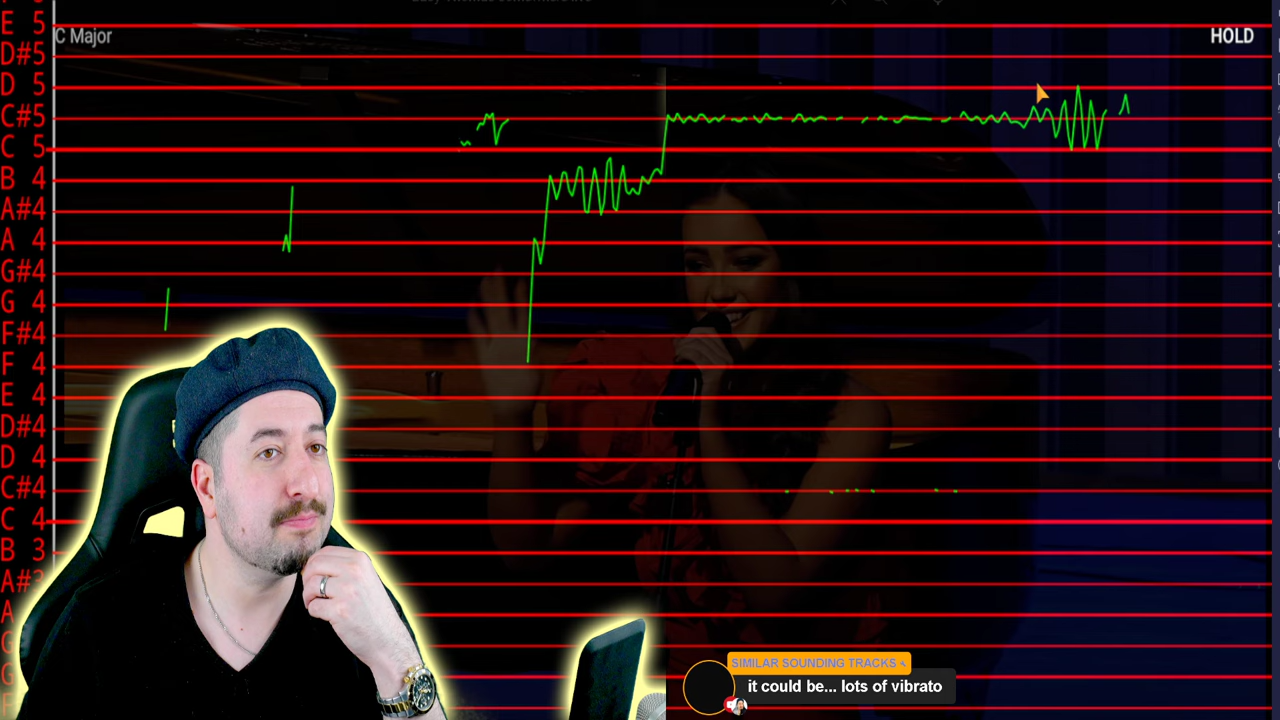 E 5
C Major
HOLD
D#5
D 5
C#5
C 5
B 4
A#4
A 4
G#4
G 4
F#4
F 4
E 4
D#4
D 4
C#4
C 4
B 3
A#3
A
G
G
F
SIMILAR SOUNDING TRACKS
it could be... lots of vibrato